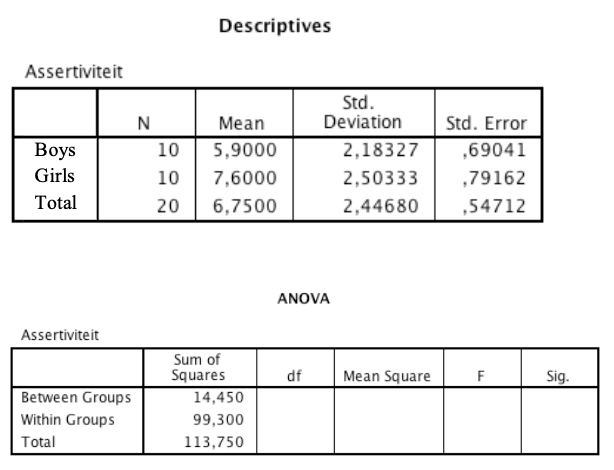 Descriptives
Assertiviteit
N Mean Std. Deviation Std. Error
Boys 10 5,9000 2,18327 ,69041
Girls 10 7,6000 2,50333 ,79162
Total 20 6,7500 2,44680 ,54712
ANOVA
Assertiviteit
Sum of Squares df Mean Square F Sig.
Between Groups 14,450
Within Groups 99,300
Total 113,750